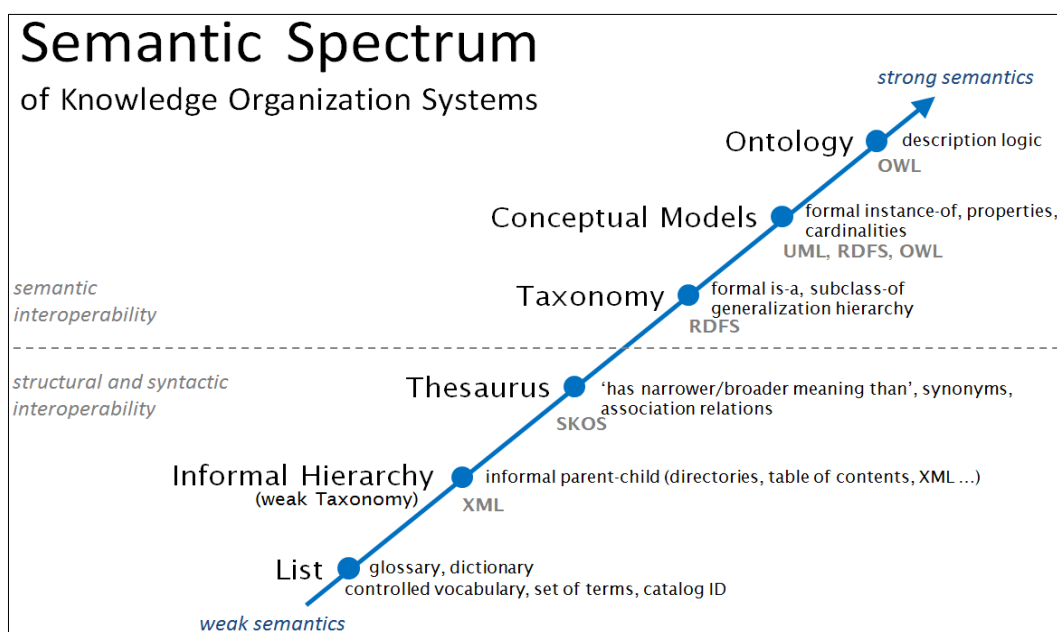 Semantic Spectrum
of Knowledge Organization Systems
strong semantics
Ontology
description logic
OWL
Conceptual Models
formal instance-of, properties,
cardinalities
UML, RDFS, OWL
semantic
interoperability
Taxonomy
formal is-a, subclass-of
generalization hierarchy
RDFS
structural and syntactic
interoperability
Thesaurus
‘has narrower/broader meaning than’, synonyms,
association relations
SKOS
Informal Hierarchy
(weak Taxonomy)
informal parent-child (directories, table of contents, XML ...)
XML
List
glossary, dictionary
controlled vocabulary, set of terms, catalog ID
weak semantics